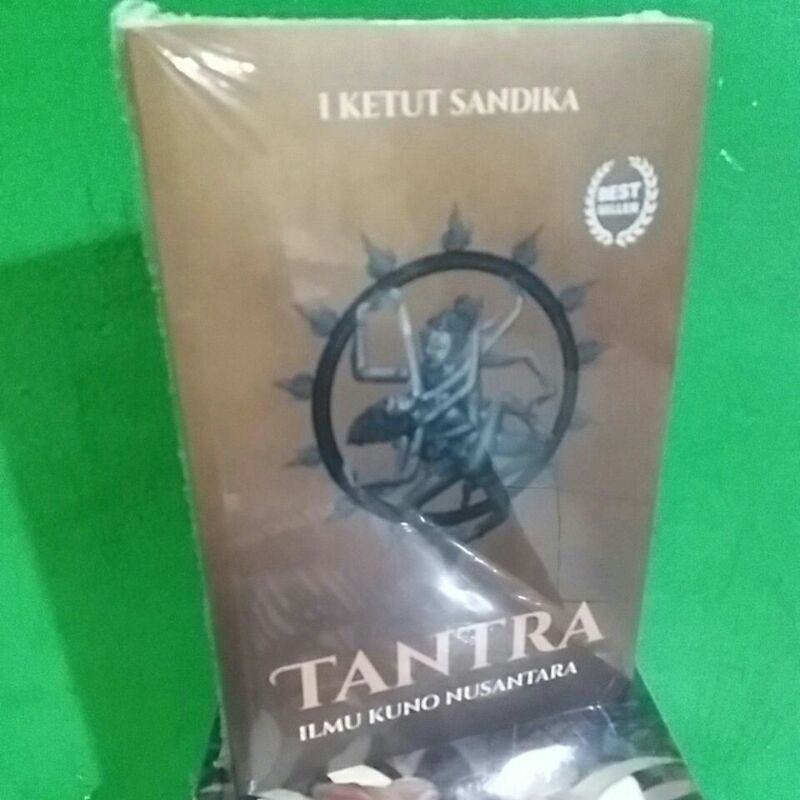 I KETUT SANDIKA
BEST
SELLER
TANTRA
ILMU KUNO NUSANTARA